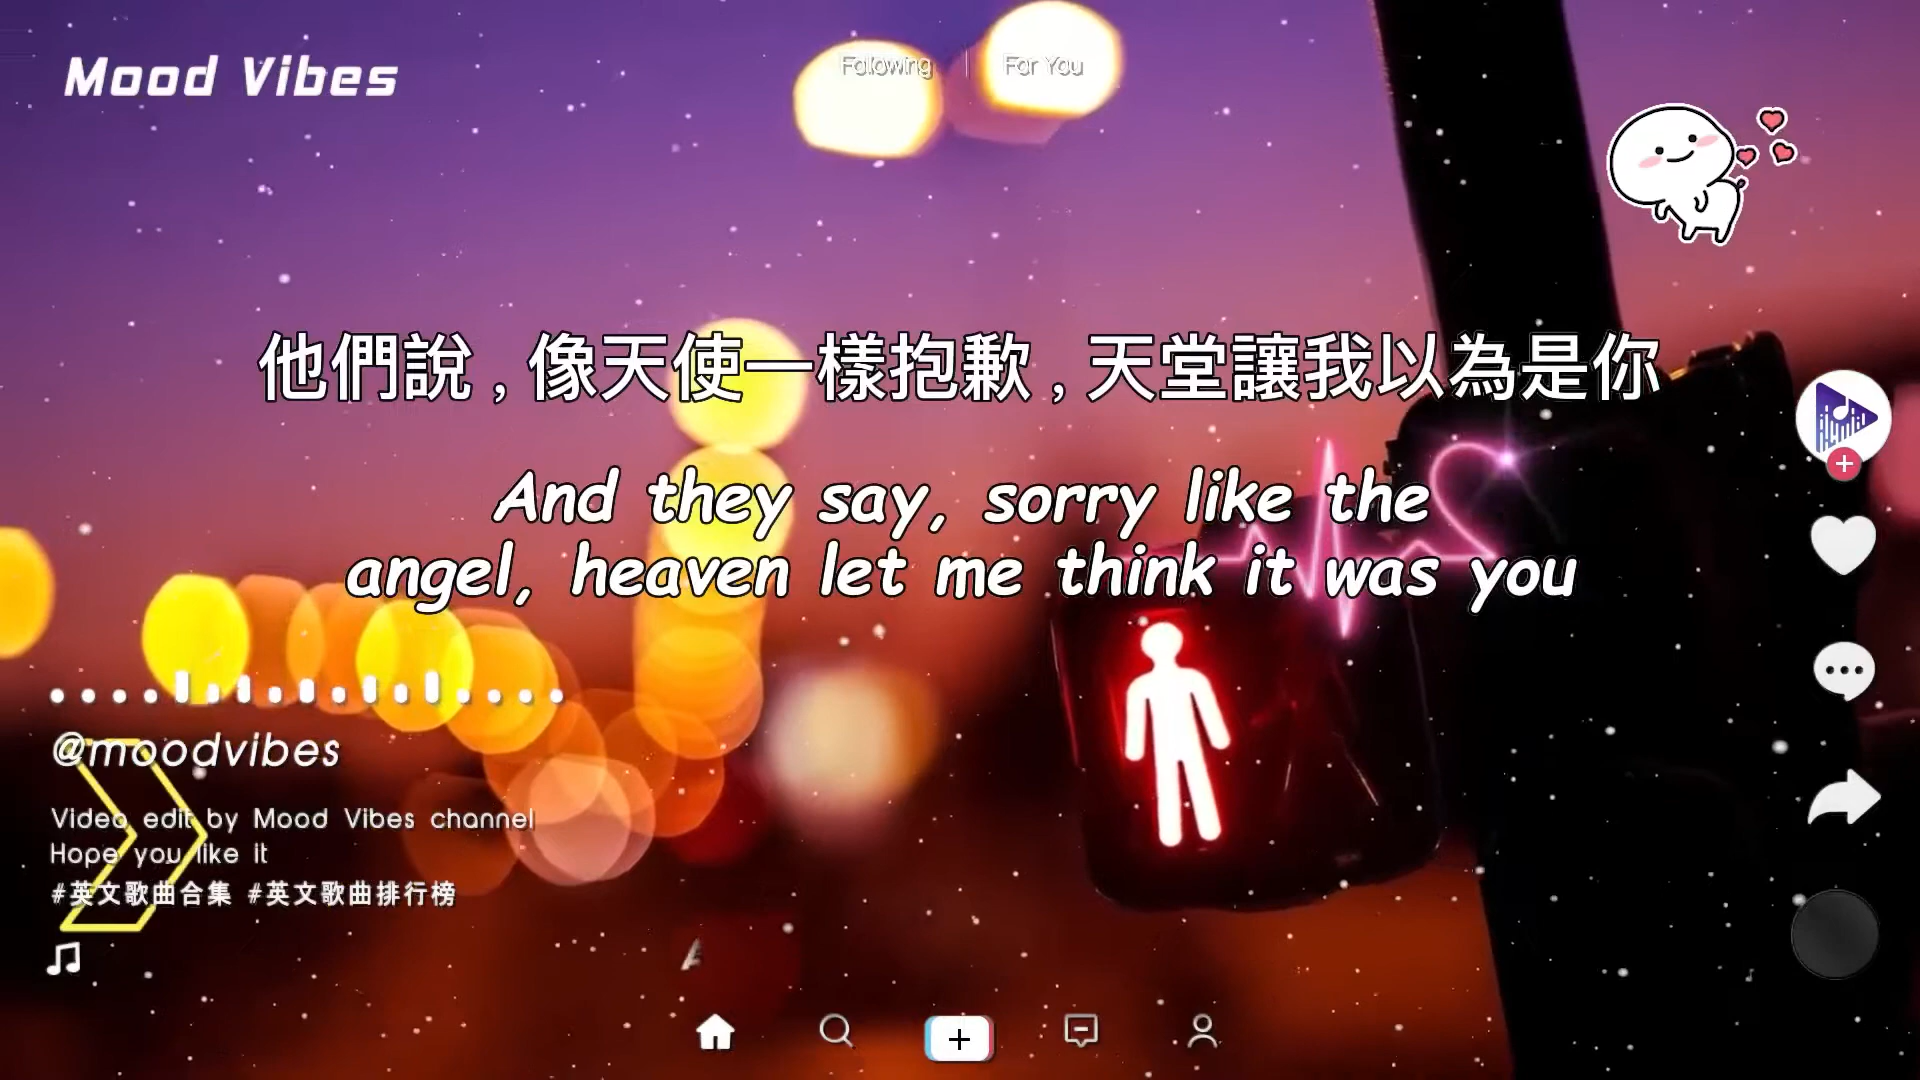 Mood Vibes
Following
For You
他們說,像天使一樣抱歉,天堂讓我以為是你
And they say, sorry like the
angel, heaven let me think it was you
@moodvibes
Video edit by Mood Vibes channel
Hope you like it
#英文歌曲合集 #英文歌曲排行榜